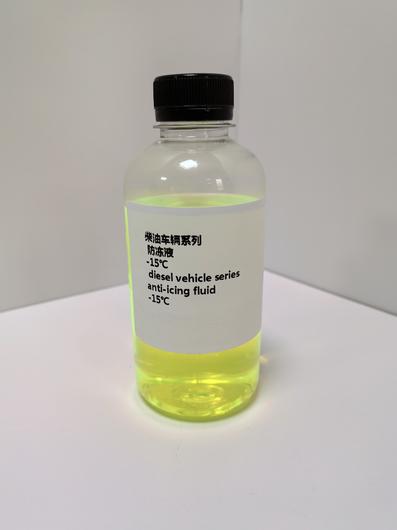 柴油车辆系列
防冻液
-15℃
diesel vehicle series
anti-icing fluid
-15℃